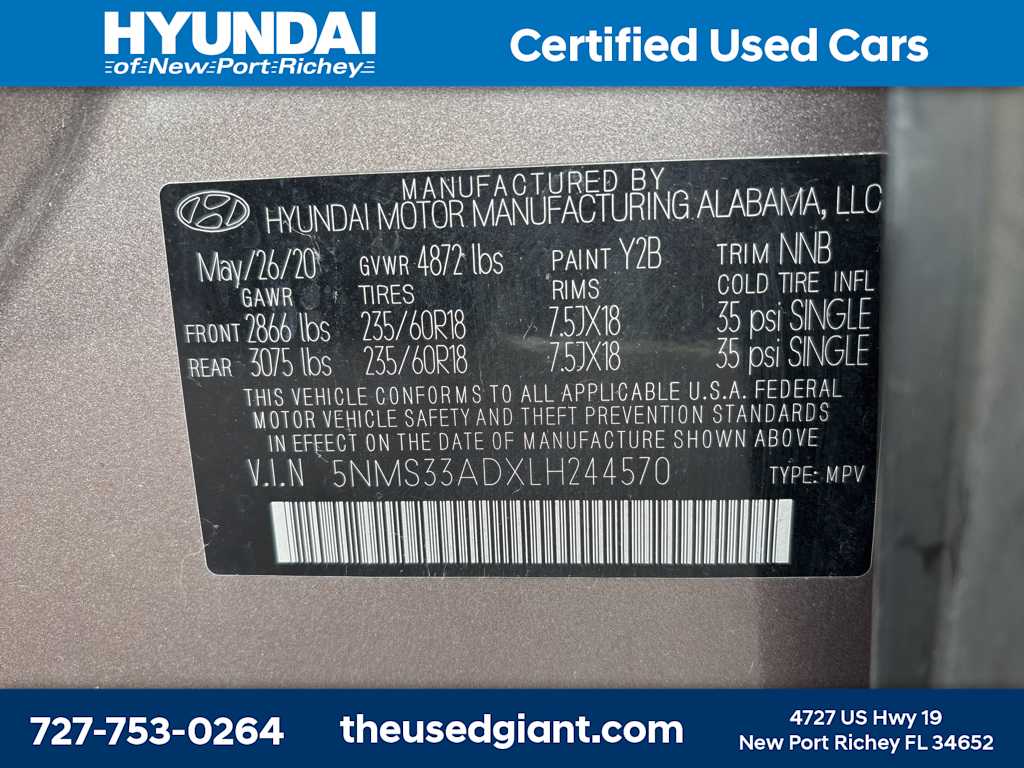 HYUNDAI
of New Port Richey
Certified Used Cars
MANUFACTURED BY
HYUNDAI MOTOR MANUFACTURING ALABAMA, LLC
May/26/20 GVWR 4872 lbs PAINT Y2B TRIM NNB
GAWR TIRES RIMS COLD TIRE INFL
FRONT 2866 lbs 235/60R18 7.5JX18 35 psi SINGLE
REAR 3075 lbs 235/60R18 7.5JX18 35 psi SINGLE
THIS VEHICLE CONFORMS TO ALL APPLICABLE U.S.A. FEDERAL
MOTOR VEHICLE SAFETY AND THEFT PREVENTION STANDARDS
IN EFFECT ON THE DATE OF MANUFACTURE SHOWN ABOVE
V.I.N 5NMS33ADXLH244570 TYPE: MPV
727-753-0264
theusedgiant.com
4727 US Hwy 19
New Port Richey FL 34652